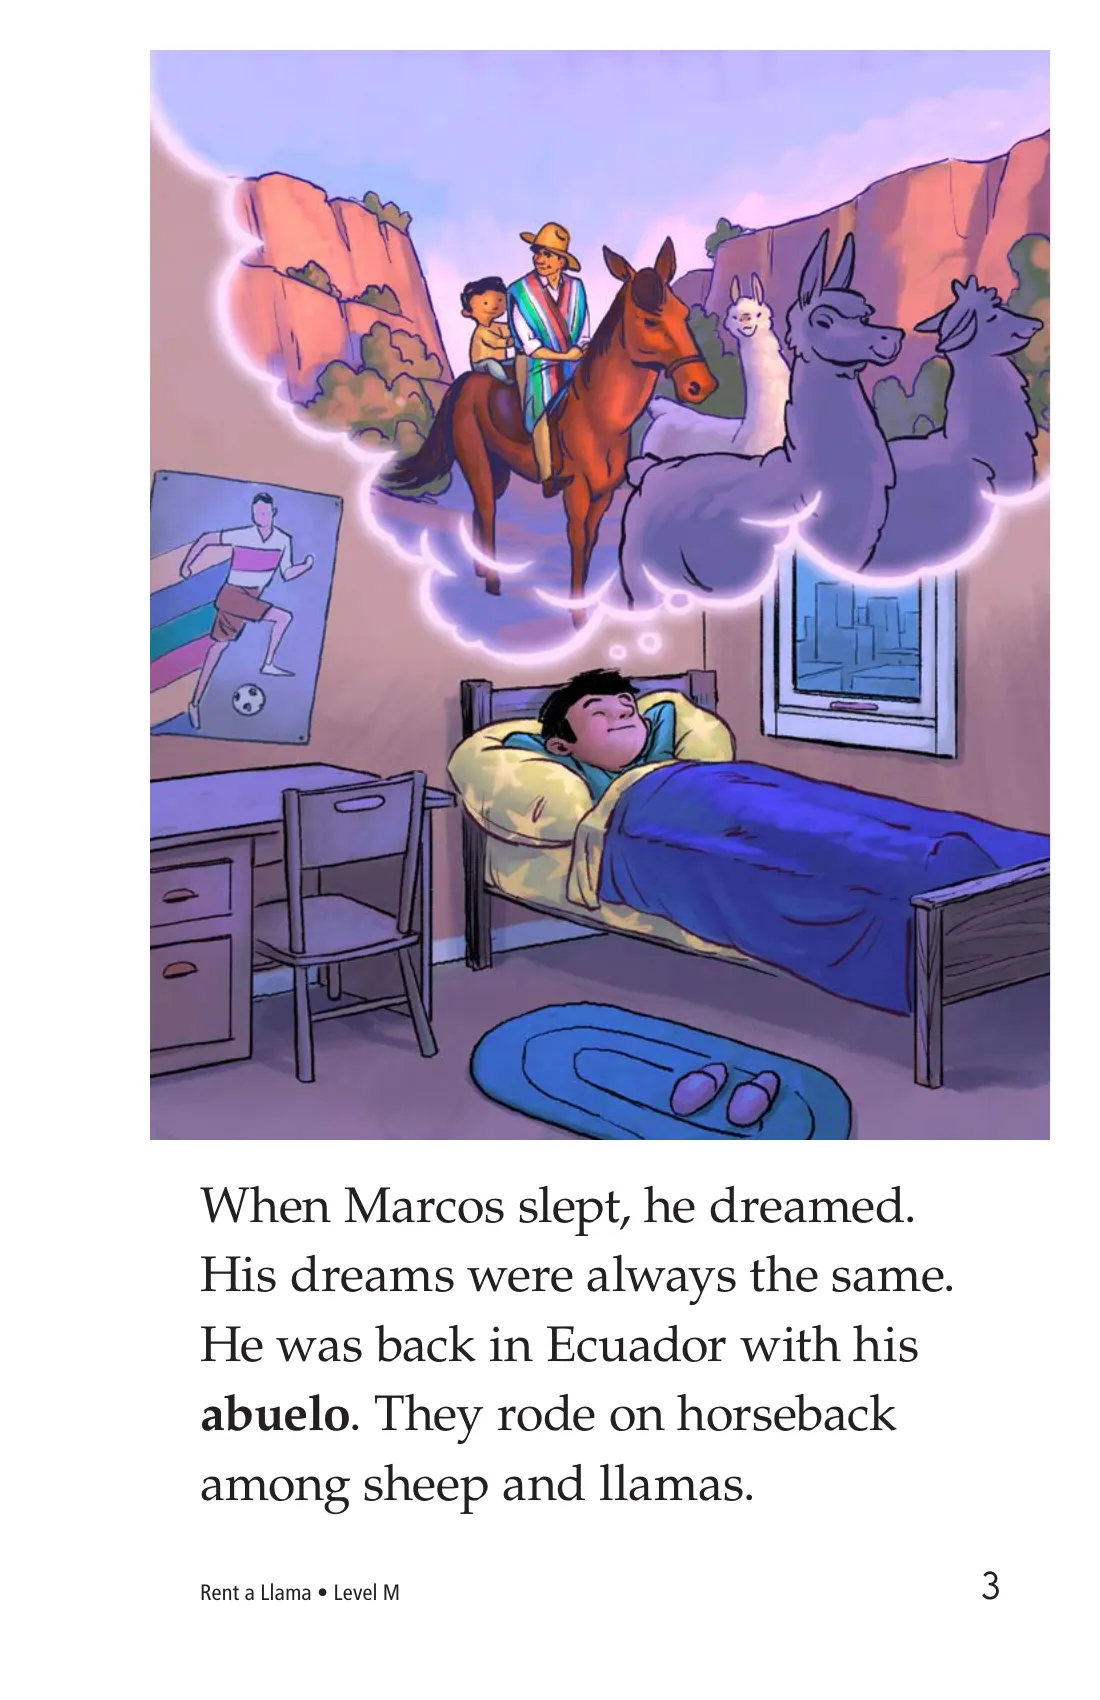 When Marcos slept, he dreamed.
His dreams were always the same.
He was back in Ecuador with his
abuelo. They rode on horseback
among sheep and llamas.
Rent a Llama • Level M
3